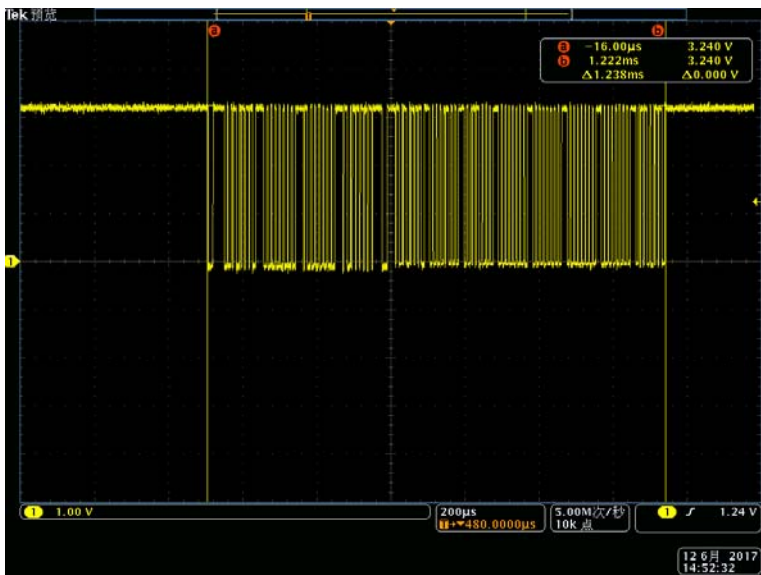 Tek 预览
T
a b
a −16.00μs 3.240 V
b 1.222ms 3.240 V
Δ1.238ms Δ0.000 V
1
1 1.00 V
200μs
T→▼480.0000μs
5.00M次/秒
10k 点
1 ∫ 1.24 V
12 6月 2017
14:52:32